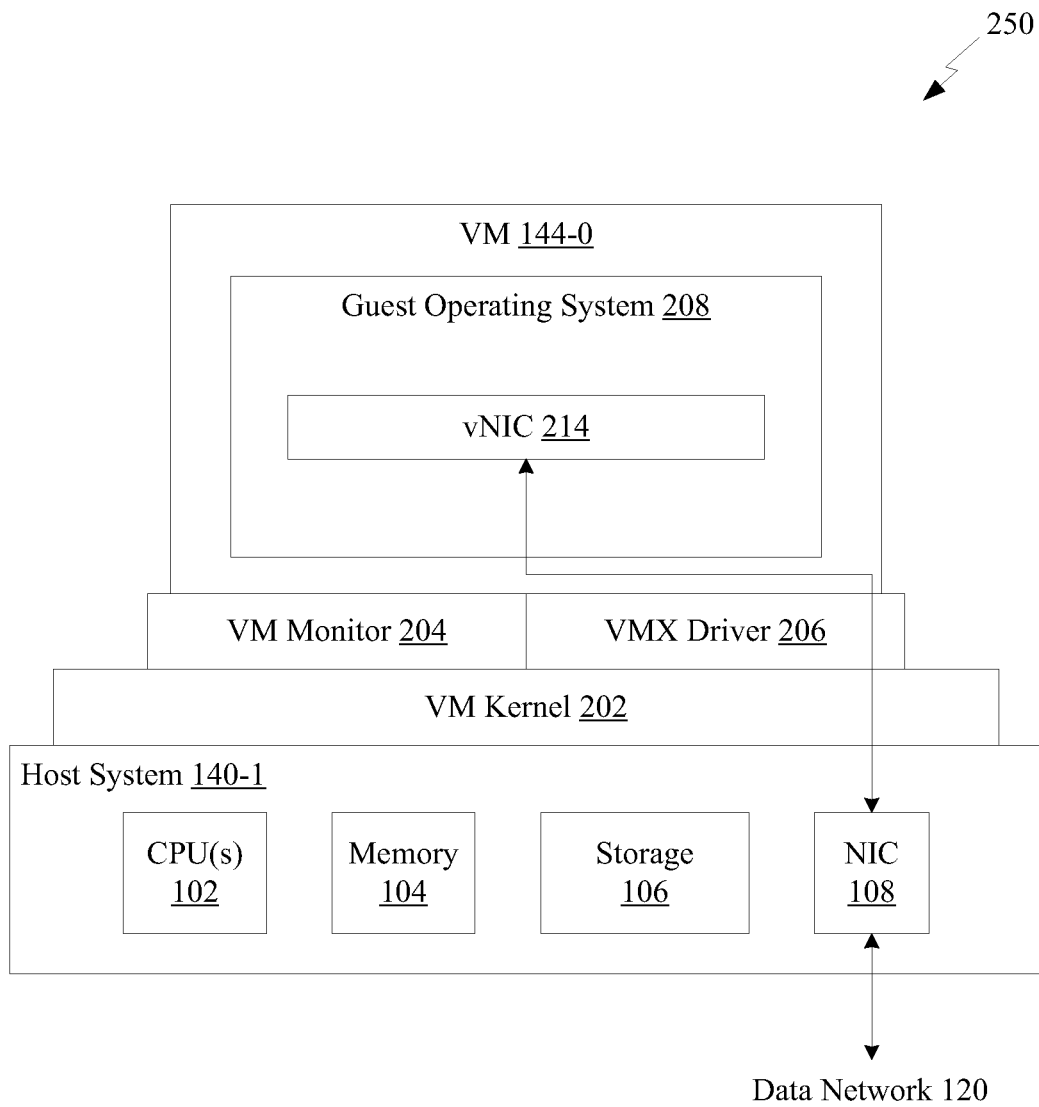 250
VM 144-0
Guest Operating System 208
vNIC 214
VM Monitor 204
VMX Driver 206
VM Kernel 202
Host System 140-1
CPU(s)
102
Memory
104
Storage
106
NIC
108
Data Network 120